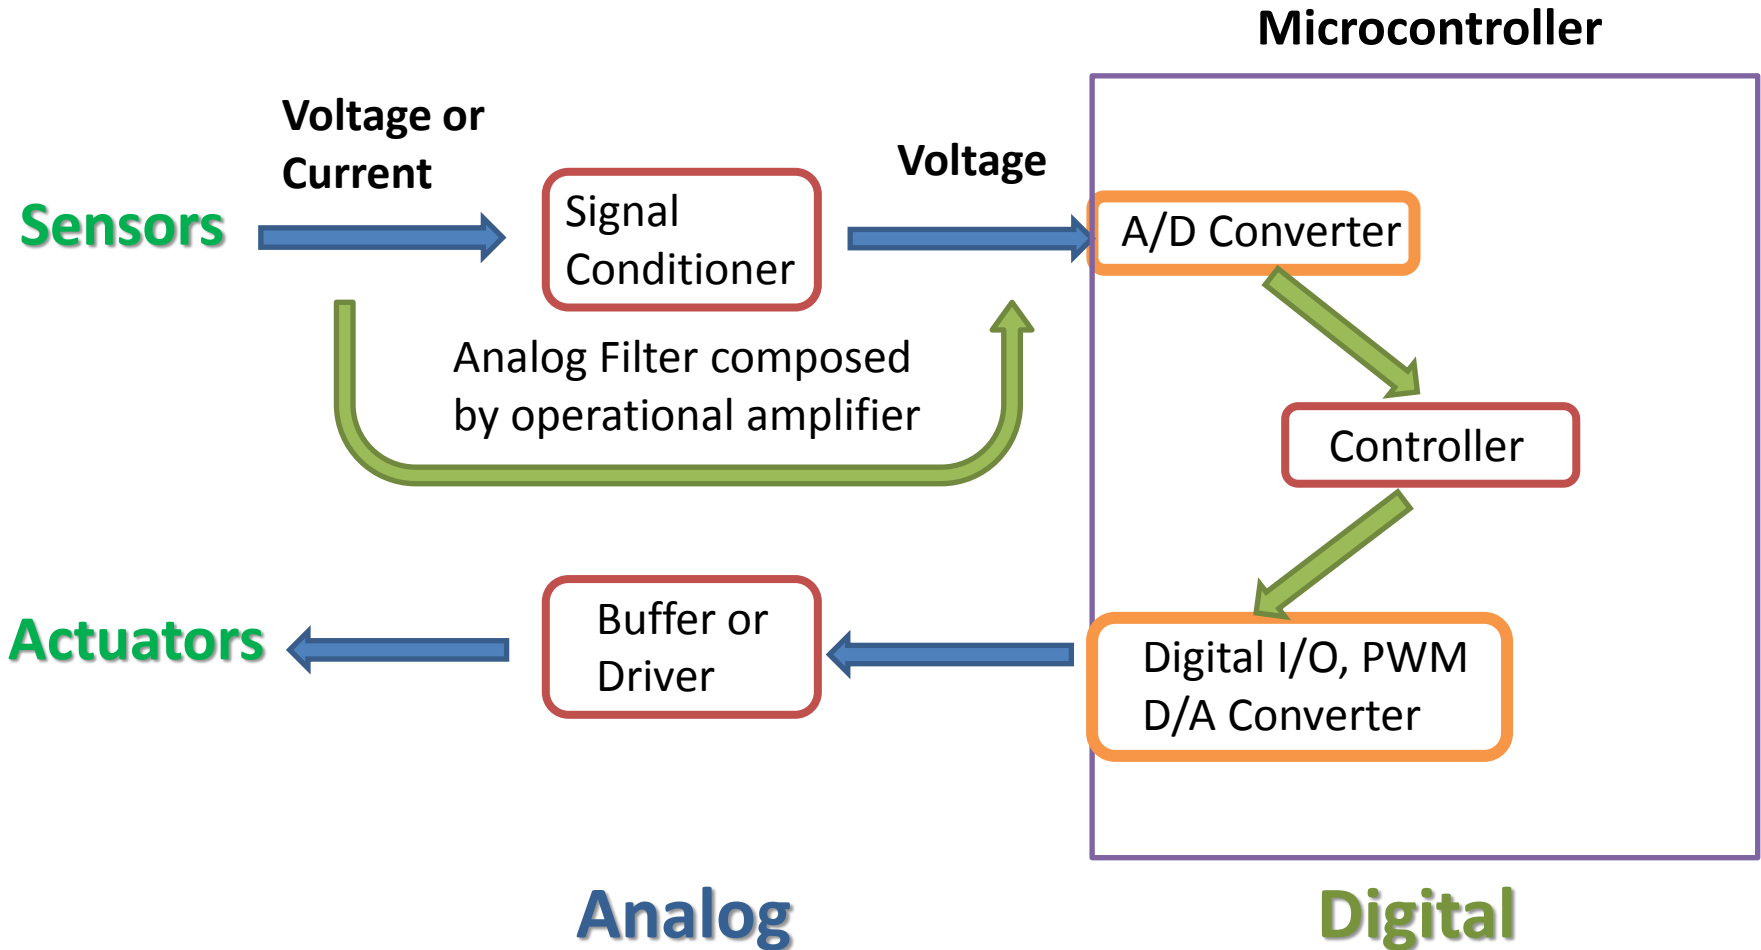 Microcontroller
Voltage or
Current
Voltage
Sensors
Signal
Conditioner
A/D Converter
Analog Filter composed
by operational amplifier
Controller
Actuators
Buffer or
Driver
Digital I/O, PWM
D/A Converter
Analog
Digital